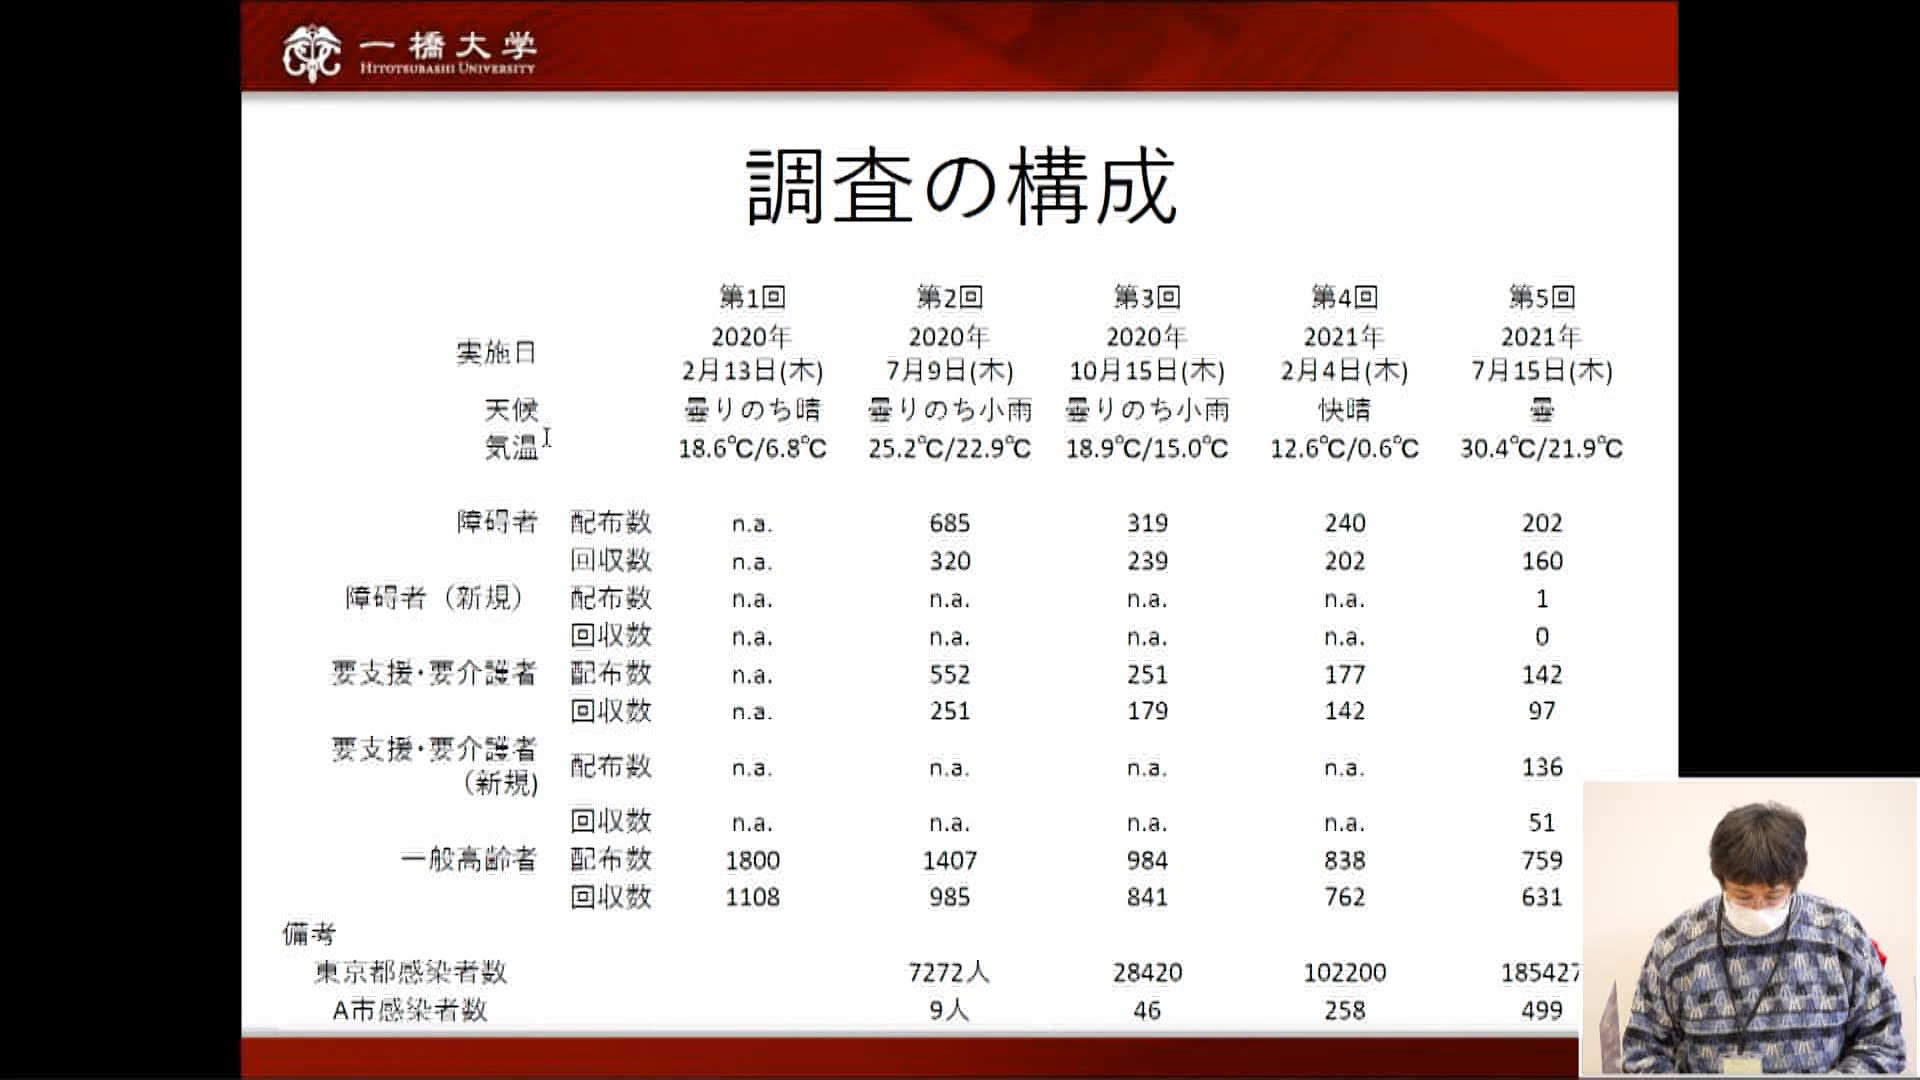 一橋大学
HITOTSUBASHI UNIVERSITY
調査の構成
第1回 第2回 第3回 第4回 第5回
実施日 2020年 2020年 2020年 2021年 2021年
2月13日(木) 7月9日(木) 10月15日(木) 2月4日(木) 7月15日(木)
天候 曇りのち晴 曇りのち小雨 曇りのち小雨 快晴 曇
気温 18.6℃/6.8℃ 25.2℃/22.9℃ 18.9℃/15.0℃ 12.6℃/0.6℃ 30.4℃/21.9℃
障碍者 配布数 n.a. 685 319 240 202
回収数 n.a. 320 239 202 160
障碍者（新規） 配布数 n.a. n.a. n.a. n.a. 1
回収数 n.a. n.a. n.a. n.a. 0
要支援・要介護者 配布数 n.a. 552 251 177 142
回収数 n.a. 251 179 142 97
要支援・要介護者
（新規) 配布数 n.a. n.a. n.a. n.a. 136
回収数 n.a. n.a. n.a. n.a. 51
一般高齢者 配布数 1800 1407 984 838 759
回収数 1108 985 841 762 631
備考
東京都感染者数 7272人 28420 102200 185427
A市感染者数 9人 46 258 499